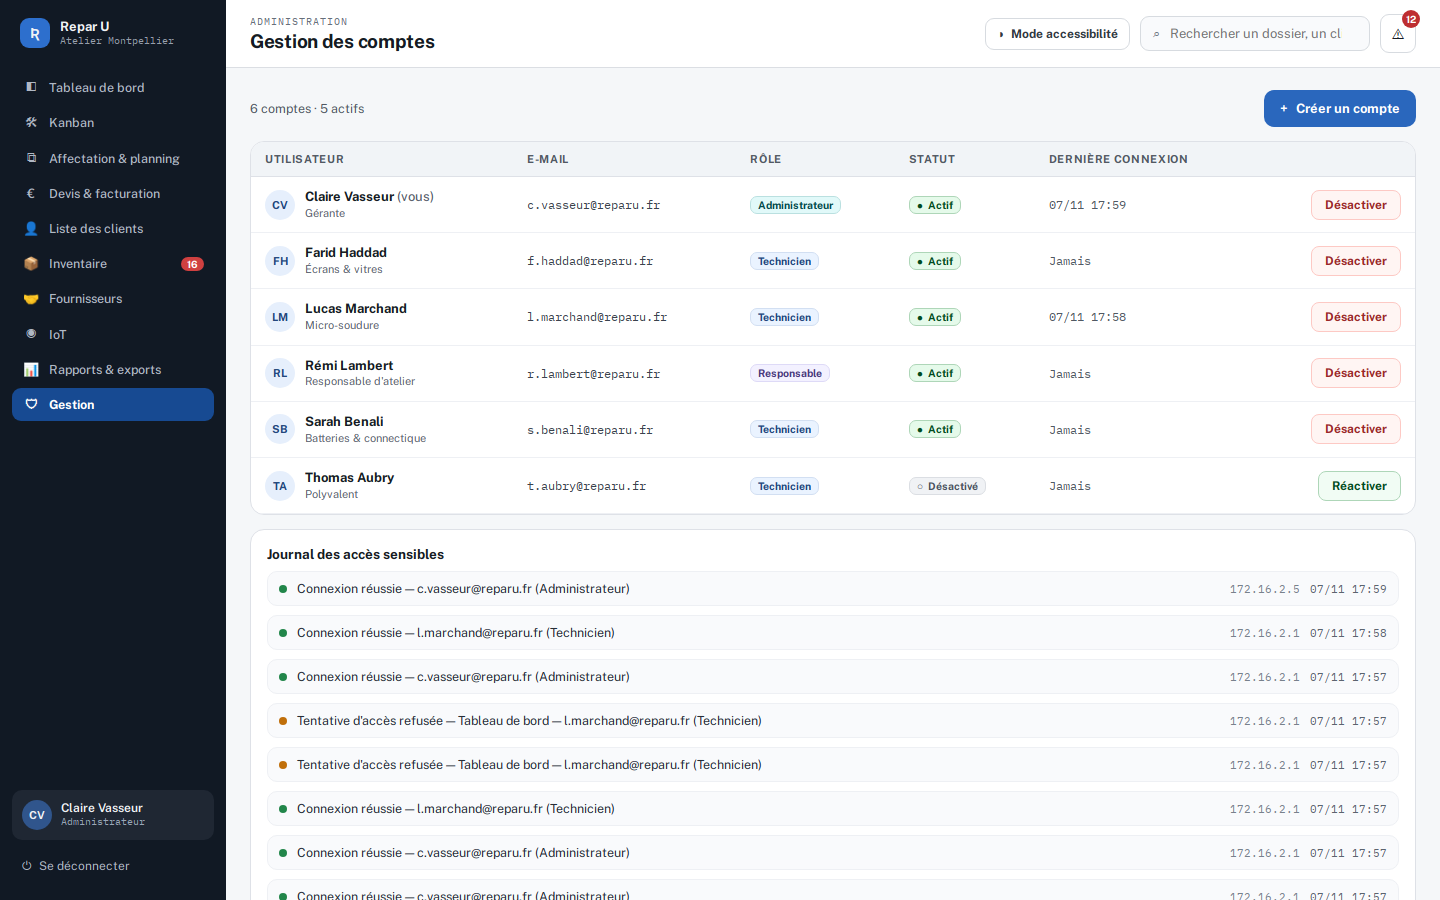 Repar U
Atelier Montpellier
Tableau de bord
Kanban
Affectation & planning
Devis & facturation
Liste des clients
Inventaire 16
Fournisseurs
IoT
Rapports & exports
Gestion
CV
Claire Vasseur
Administrateur
Se déconnecter
ADMINISTRATION
Gestion des comptes
Mode accessibilité
Rechercher un dossier, un cl
12
6 comptes · 5 actifs
+ Créer un compte
UTILISATEUR E-MAIL RÔLE STATUT DERNIÈRE CONNEXION
CV Claire Vasseur (vous) c.vasseur@reparu.fr Administrateur Actif 07/11 17:59 Désactiver
Gérante
FH Farid Haddad f.haddad@reparu.fr Technicien Actif Jamais Désactiver
Écrans & vitres
LM Lucas Marchand l.marchand@reparu.fr Technicien Actif 07/11 17:58 Désactiver
Micro-soudure
RL Rémi Lambert r.lambert@reparu.fr Responsable Actif Jamais Désactiver
Responsable d'atelier
SB Sarah Benali s.benali@reparu.fr Technicien Actif Jamais Désactiver
Batteries & connectique
TA Thomas Aubry t.aubry@reparu.fr Technicien Désactivé Jamais Réactiver
Polyvalent
Journal des accès sensibles
Connexion réussie — c.vasseur@reparu.fr (Administrateur) 172.16.2.5 07/11 17:59
Connexion réussie — l.marchand@reparu.fr (Technicien) 172.16.2.1 07/11 17:58
Connexion réussie — c.vasseur@reparu.fr (Administrateur) 172.16.2.1 07/11 17:57
Tentative d'accès refusée — Tableau de bord — l.marchand@reparu.fr (Technicien) 172.16.2.1 07/11 17:57
Tentative d'accès refusée — Tableau de bord — l.marchand@reparu.fr (Technicien) 172.16.2.1 07/11 17:57
Connexion réussie — l.marchand@reparu.fr (Technicien) 172.16.2.1 07/11 17:57
Connexion réussie — c.vasseur@reparu.fr (Administrateur) 172.16.2.1 07/11 17:57
Connexion réussie — c.vasseur@reparu.fr (Administrateur) 172.16.2.1 07/11 17:57